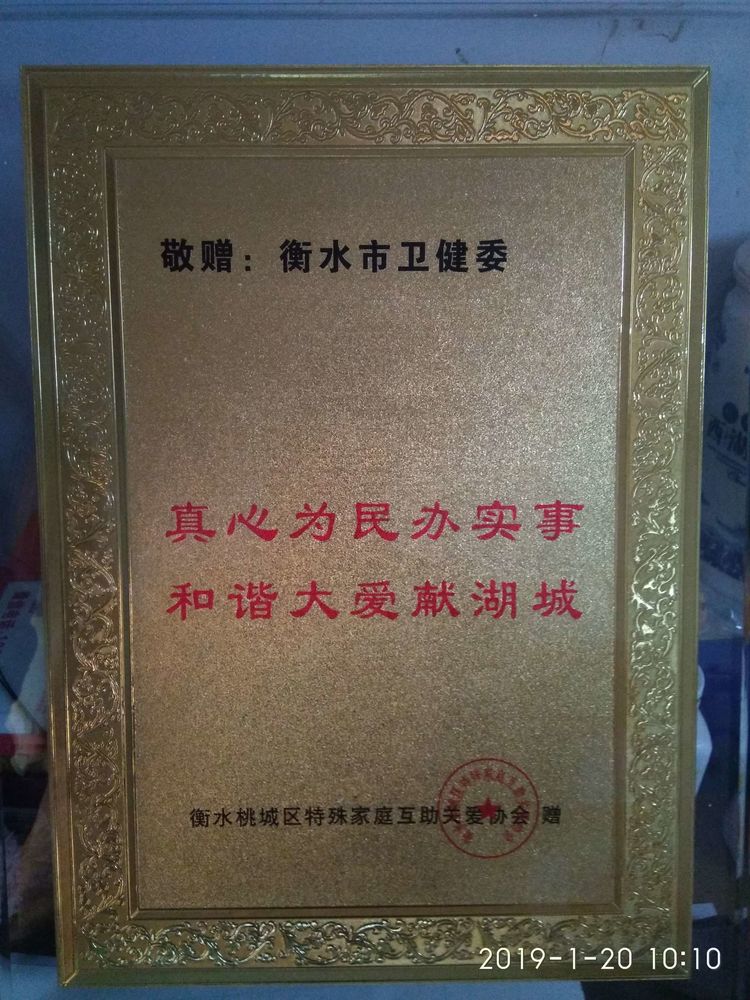 敬赠：衡水市卫健委
真心为民办实事
和谐大爱献湖城
衡水桃城区特殊家庭互助关爱协会 赠
2019-1-20 10:10